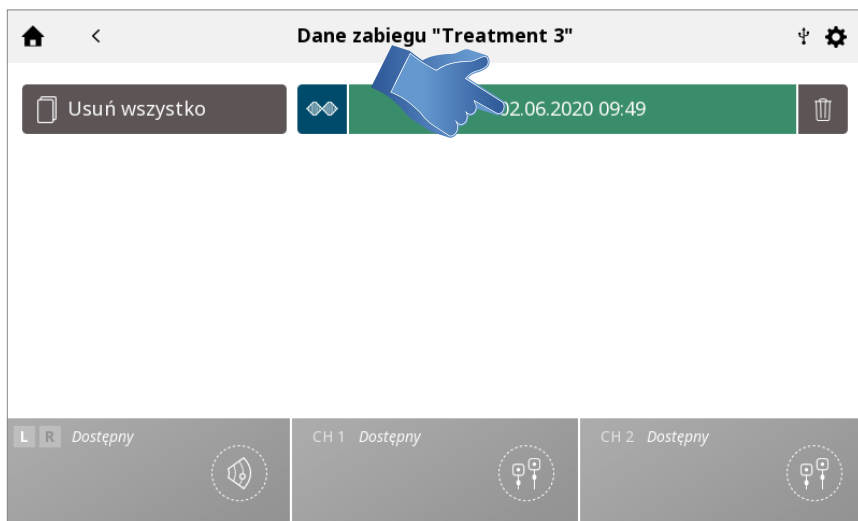 Dane zabiegu "Treatment 3"
Usuń wszystko
02.06.2020 09:49
L R Dostępny
CH 1 Dostępny
CH 2 Dostępny